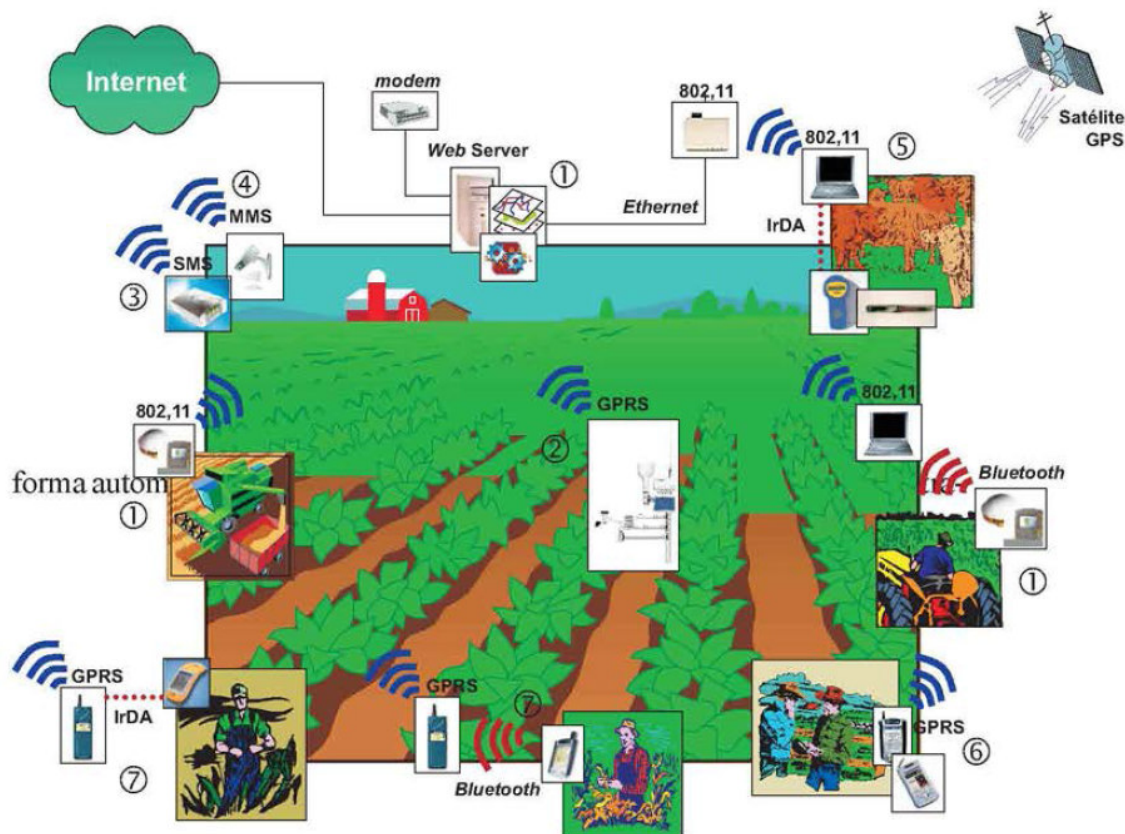 Internet
modem
802,11
Satélite
GPS
Web Server
①
802,11
⑤
Ethernet
④
MMS
IrDA
SMS
③
802,11
GPRS
802,11
②
Bluetooth
forma autom
①
①
GPRS
IrDA
⑦
GPRS
⑦
Bluetooth
GPRS
⑥